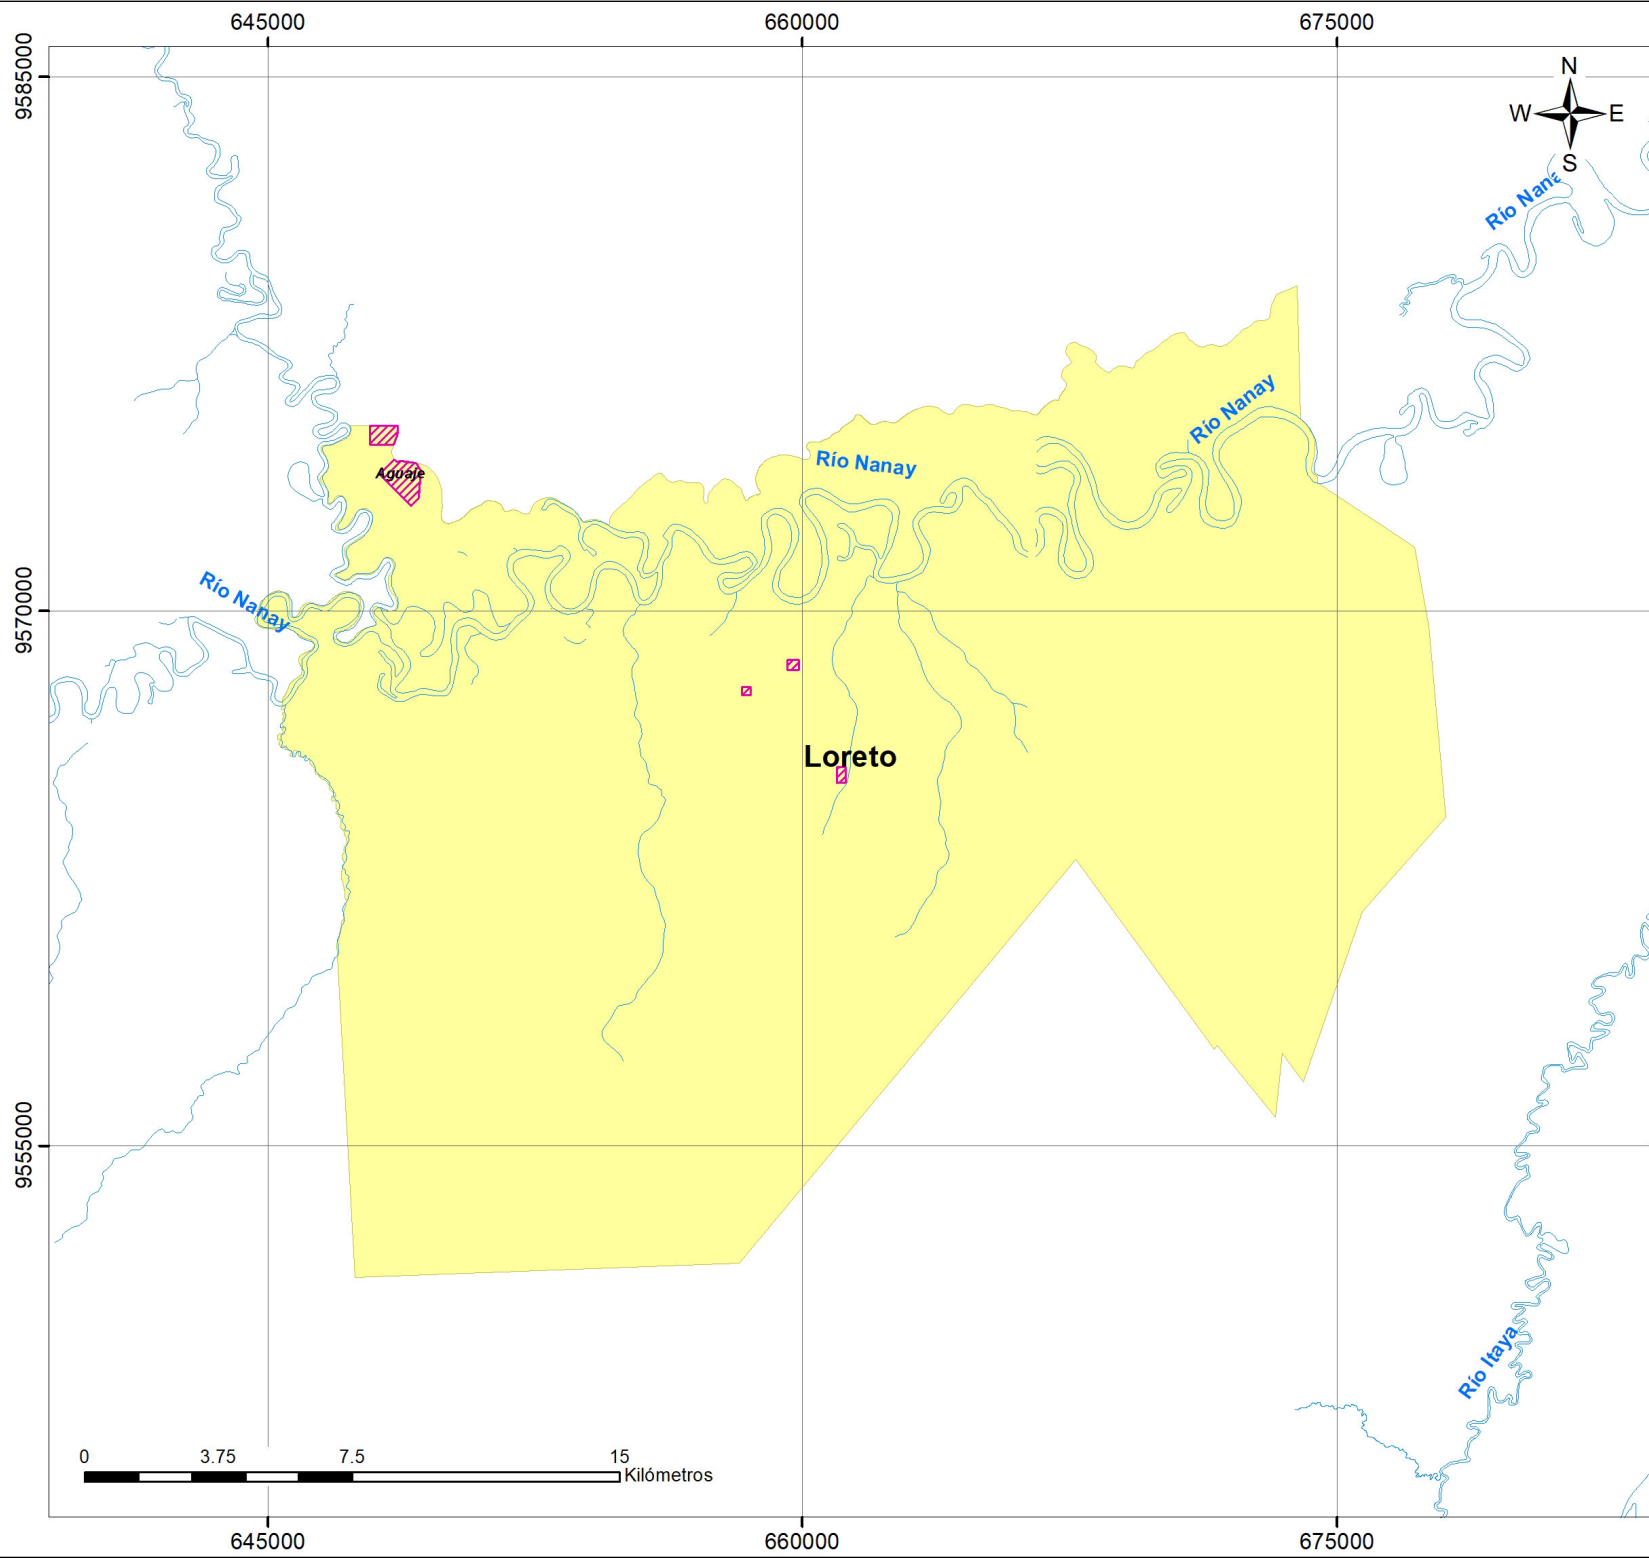 645000 660000 675000
9585000
N
W E
S
Río Nana
Río Nanay
Río Nanay
Aguaje
9570000
Río Nanay
Loreto
9555000
Río Itaya
0 3.75 7.5 15
Kilómetros
645000 660000 675000